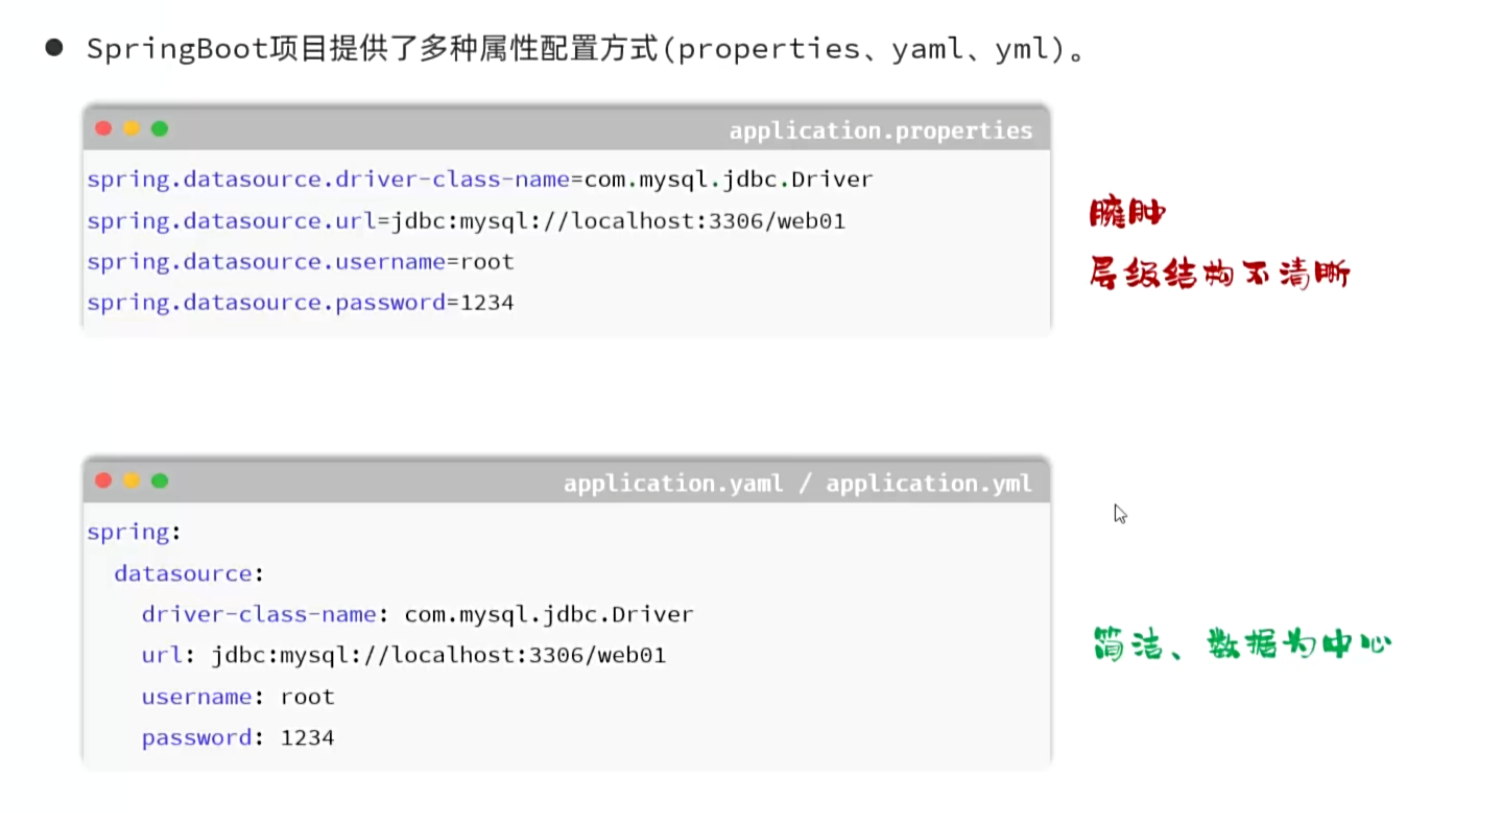 ● SpringBoot项目提供了多种属性配置方式(properties、yaml、yml)。
application.properties
spring.datasource.driver-class-name=com.mysql.jdbc.Driver
spring.datasource.url=jdbc:mysql://localhost:3306/web01
spring.datasource.username=root
spring.datasource.password=1234
臃肿
层级结构不清晰
application.yaml / application.yml
spring:
  datasource:
    driver-class-name: com.mysql.jdbc.Driver
    url: jdbc:mysql://localhost:3306/web01
    username: root
    password: 1234
简洁、数据为中心